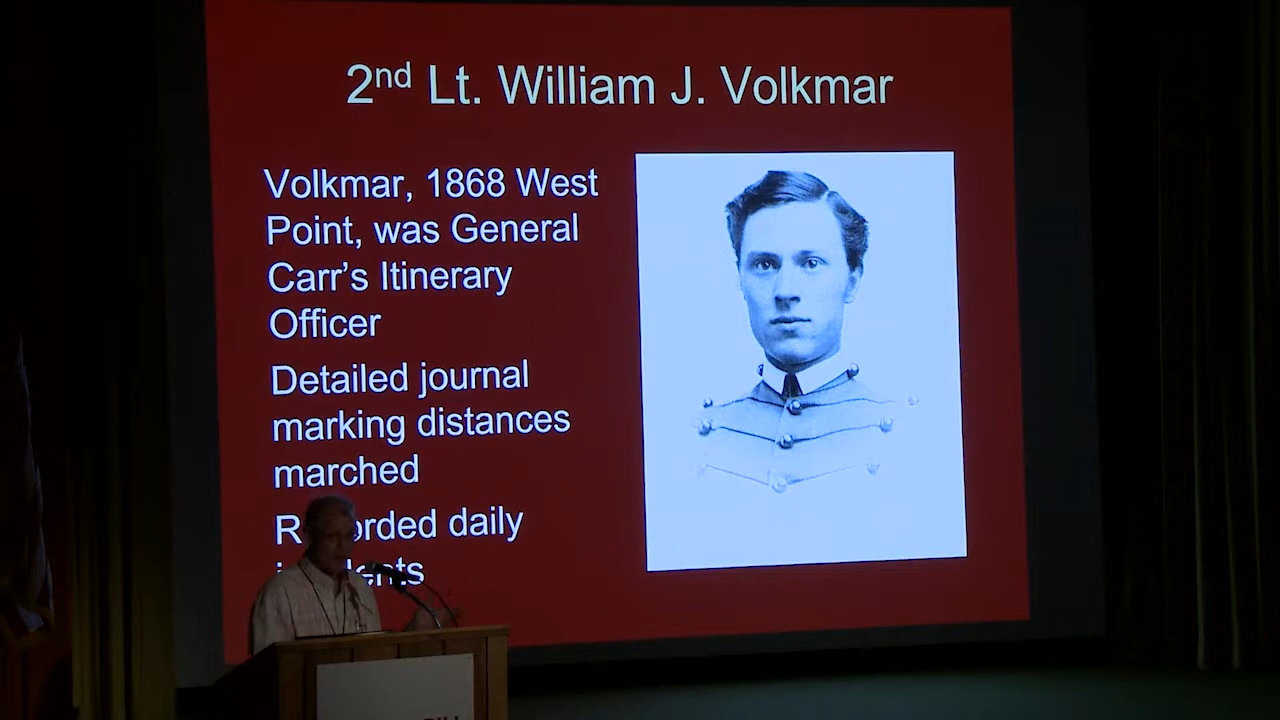 2nd Lt. William J. Volkmar
Volkmar, 1868 West
Point, was General
Carr's Itinerary
Officer
Detailed journal
marking distances
marched
daily